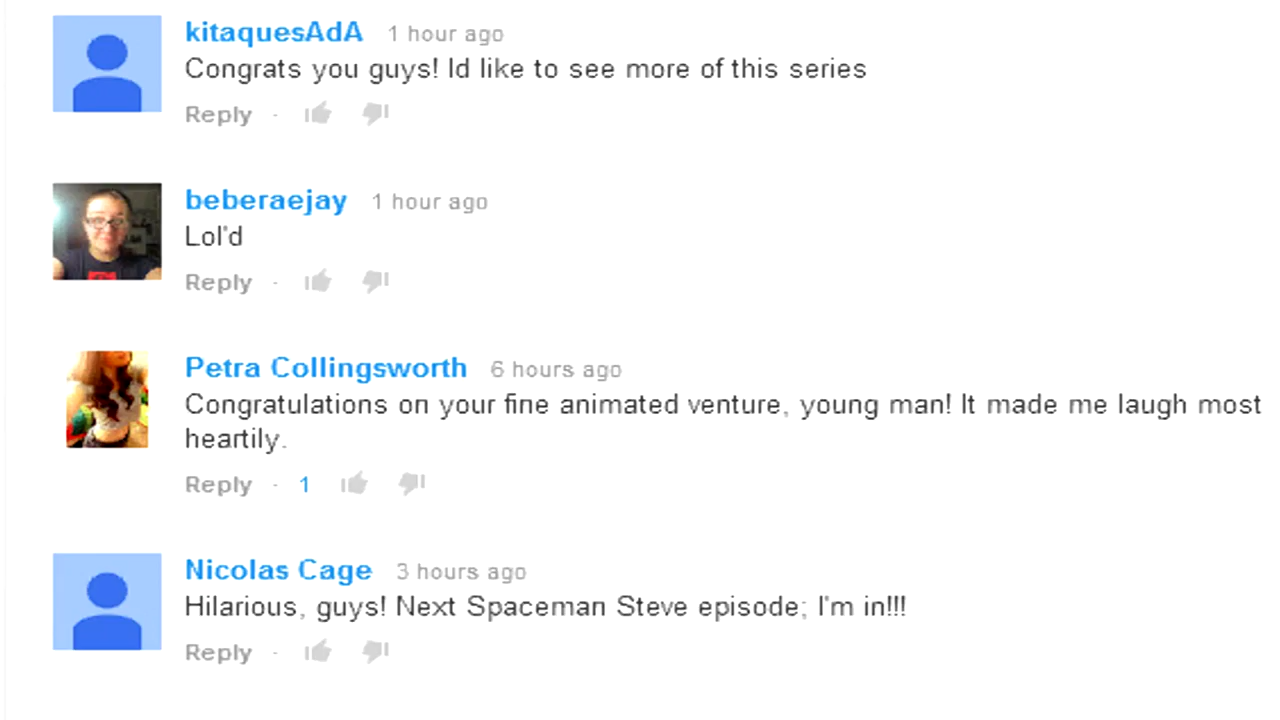 kitaquesAdA 1 hour ago
Congrats you guys! Id like to see more of this series
Reply ·
beberaejay 1 hour ago
Lol'd
Reply ·
Petra Collingsworth 6 hours ago
Congratulations on your fine animated venture, young man! It made me laugh most
heartily.
Reply · 1
Nicolas Cage 3 hours ago
Hilarious, guys! Next Spaceman Steve episode; I'm in!!!
Reply ·